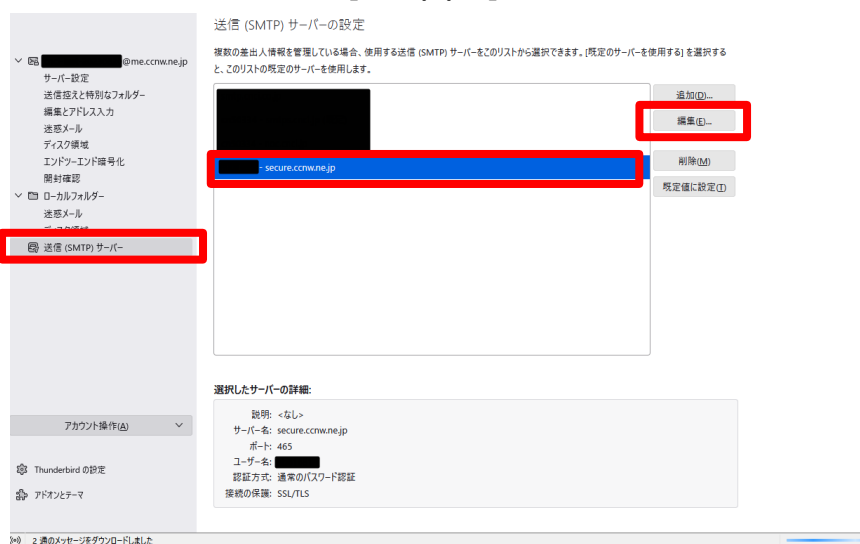 送信 (SMTP) サーバーの設定
複数の差出人情報を管理している場合、使用する送信 (SMTP) サーバーをこのリストから選択できます。[既定のサーバーを使用する] を選択する
と、このリストの既定のサーバーを使用します。
@me.ccnw.ne.jp
サーバー設定
送信控えと特別なフォルダー
編集とアドレス入力
迷惑メール
ディスク領域
エンドツーエンド暗号化
開封確認
ローカルフォルダー
迷惑メール
送信 (SMTP) サーバー
- secure.ccnw.ne.jp
追加(D)...
編集(E)...
削除(M)
既定値に設定(T)
選択したサーバーの詳細:
説明: <なし>
サーバー名: secure.ccnw.ne.jp
ポート: 465
ユーザー名:
認証方式: 通常のパスワード認証
接続の保護: SSL/TLS
アカウント操作(A)
Thunderbird の設定
アドオンとテーマ
2 通のメッセージをダウンロードしました